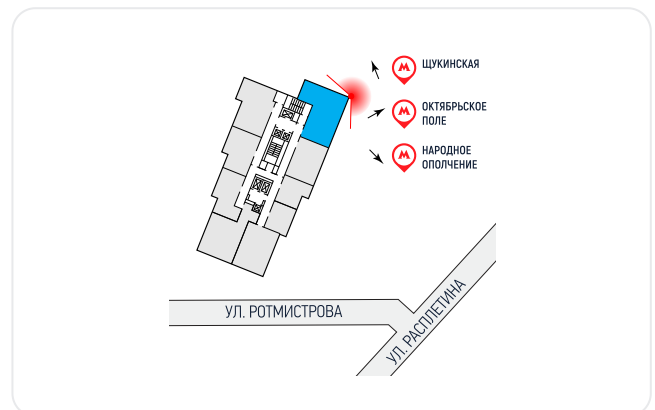 ЩУКИНСКАЯ
ОКТЯБРЬСКОЕ
ПОЛЕ
НАРОДНОЕ
ОПОЛЧЕНИЕ
УЛ. РОТМИСТРОВА
УЛ. РАСПЛЕТИНА